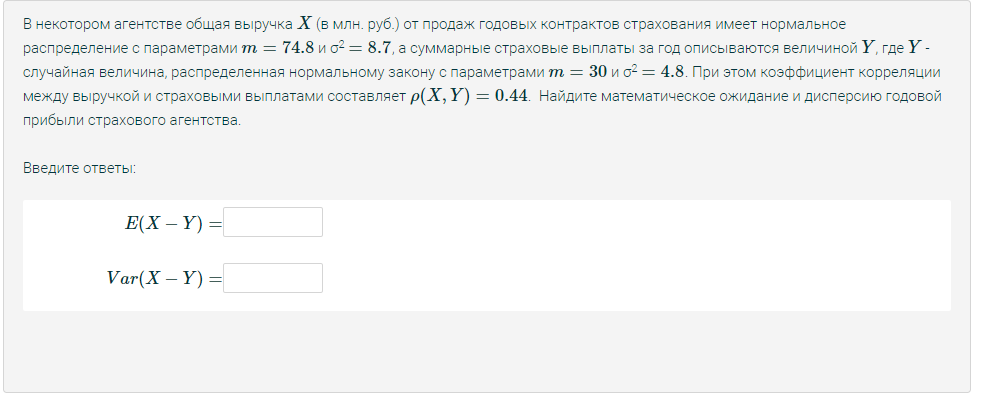 В некотором агентстве общая выручка X (в млн. руб.) от продаж годовых контрактов страхования имеет нормальное
распределение с параметрами m = 74.8 и σ² = 8.7, а суммарные страховые выплаты за год описываются величиной Y, где Y -
случайная величина, распределенная нормальному закону с параметрами m = 30 и σ² = 4.8. При этом коэффициент корреляции
между выручкой и страховыми выплатами составляет ρ(X, Y) = 0.44. Найдите математическое ожидание и дисперсию годовой
прибыли страхового агентства.
Введите ответы:
E(X − Y) =
Var(X − Y) =